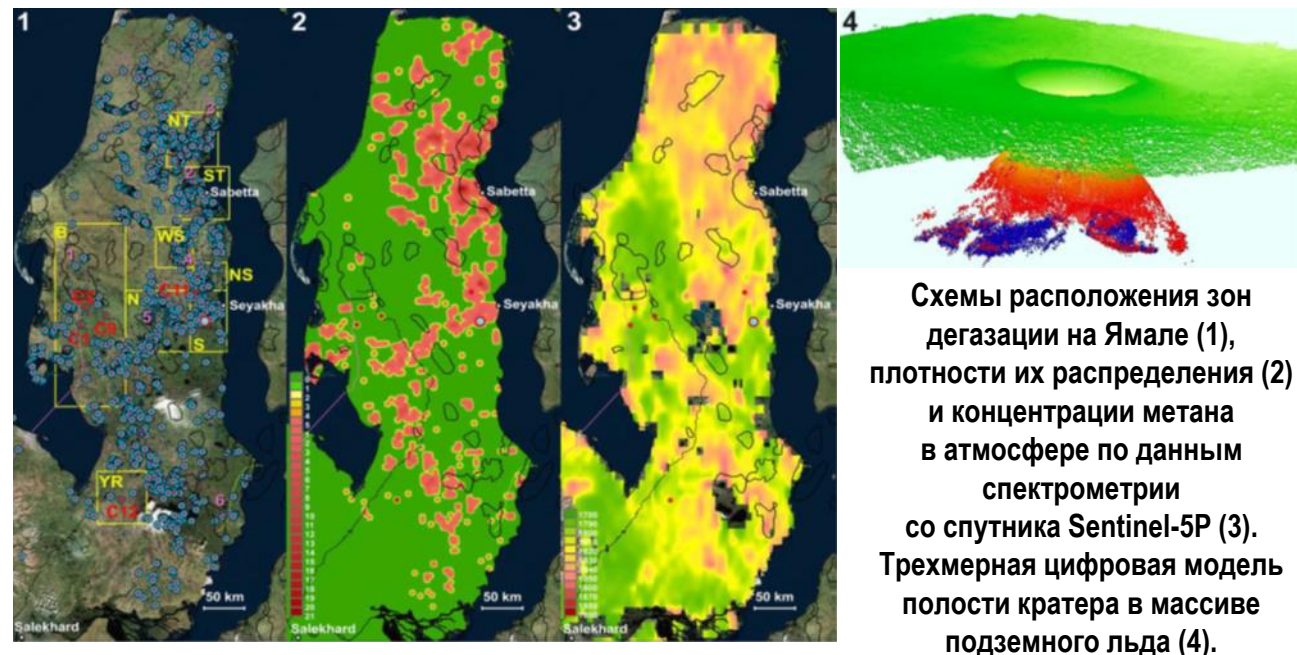 1
2
3
4
NT
ST
Sabetta
Sabetta
Sabetta
B
WS
NS
C11
N
Seyakha
Seyakha
Seyakha
C9
5
S
YR
6
C12
50 km
50 km
50 km
Salekhard
Salekhard
Salekhard
Схемы расположения зон
дегазации на Ямале (1),
плотности их распределения (2)
и концентрации метана
в атмосфере по данным
спектрометрии
со спутника Sentinel-5P (3).
Трехмерная цифровая модель
полости кратера в массиве
подземного льда (4).